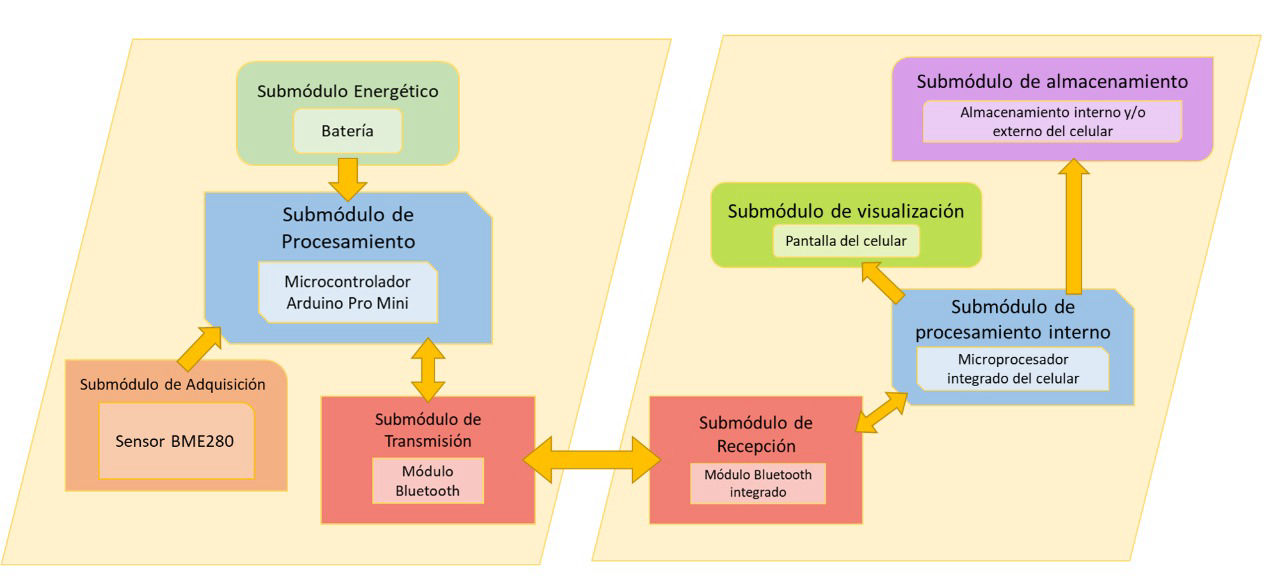 Submódulo Energético
Batería
Submódulo de
Procesamiento
Microcontrolador
Arduino Pro Mini
Submódulo de Adquisición
Sensor BME280
Submódulo de
Transmisión
Módulo
Bluetooth
Submódulo de almacenamiento
Almacenamiento interno y/o
externo del celular
Submódulo de visualización
Pantalla del celular
Submódulo de
procesamiento interno
Microprocesador
integrado del celular
Submódulo de
Recepción
Módulo Bluetooth
integrado